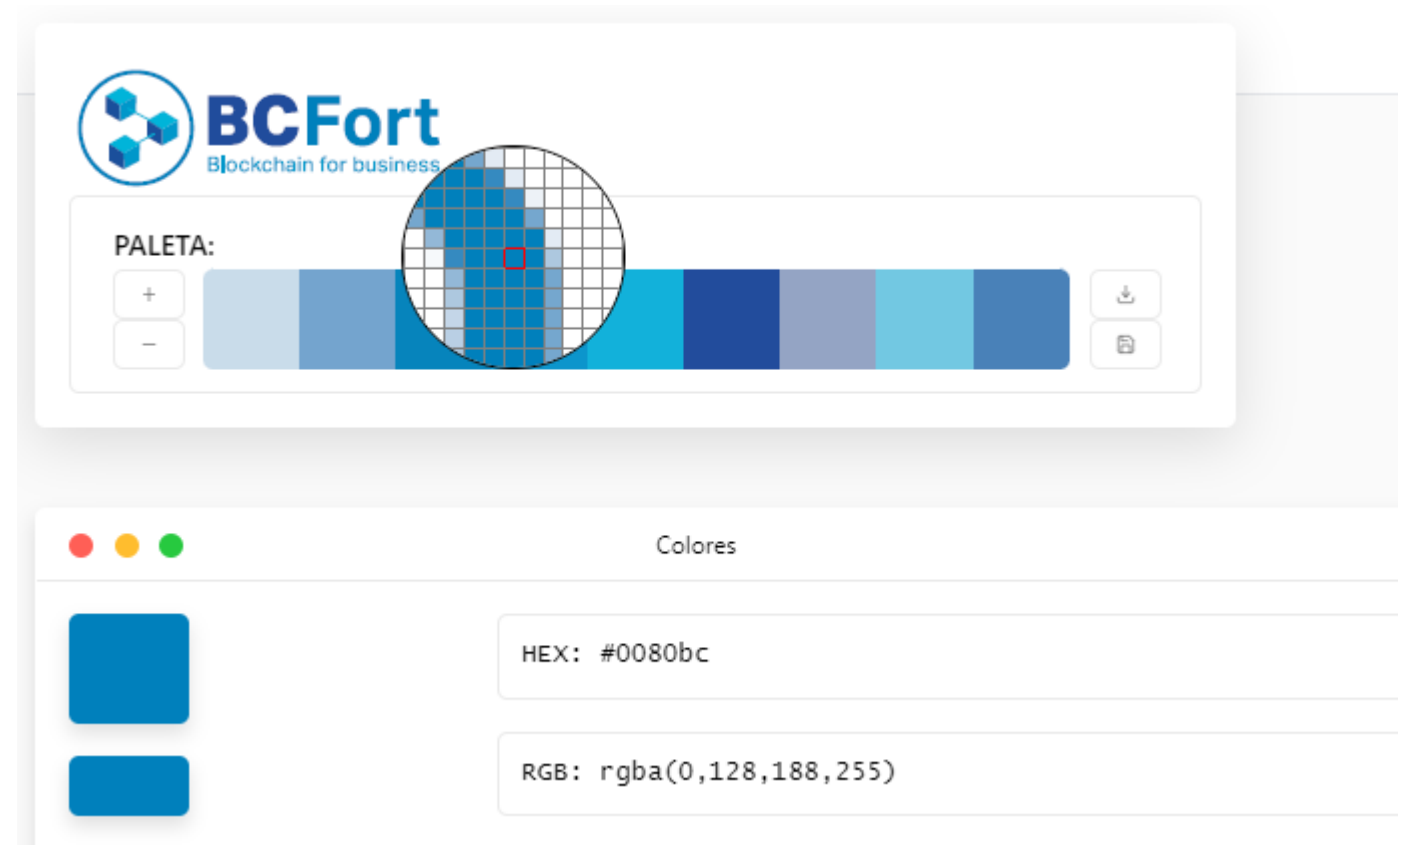 BCFort
Blockchain for business
PALETA:
Colores
HEX: #0080bc
RGB: rgba(0,128,188,255)